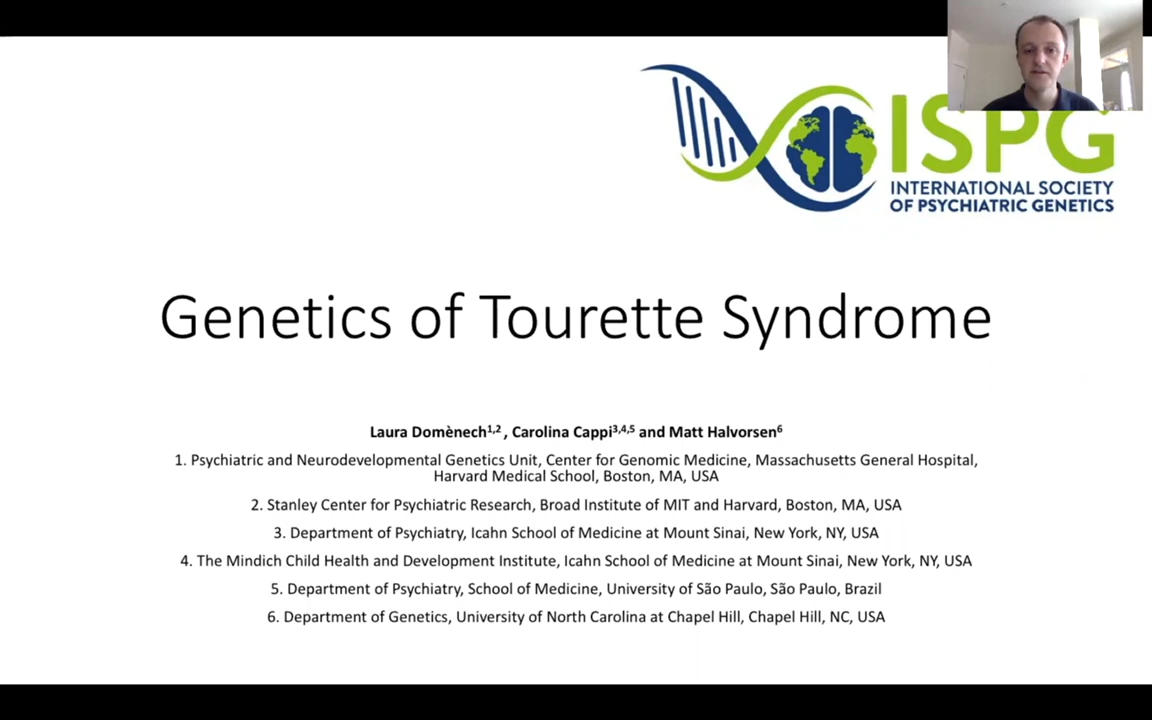 ISPG
INTERNATIONAL SOCIETY
OF PSYCHIATRIC GENETICS
Genetics of Tourette Syndrome
Laura Domènech1,2 , Carolina Cappi3,4,5 and Matt Halvorsen6
1. Psychiatric and Neurodevelopmental Genetics Unit, Center for Genomic Medicine, Massachusetts General Hospital,
Harvard Medical School, Boston, MA, USA
2. Stanley Center for Psychiatric Research, Broad Institute of MIT and Harvard, Boston, MA, USA
3. Department of Psychiatry, Icahn School of Medicine at Mount Sinai, New York, NY, USA
4. The Mindich Child Health and Development Institute, Icahn School of Medicine at Mount Sinai, New York, NY, USA
5. Department of Psychiatry, School of Medicine, University of São Paulo, São Paulo, Brazil
6. Department of Genetics, University of North Carolina at Chapel Hill, Chapel Hill, NC, USA